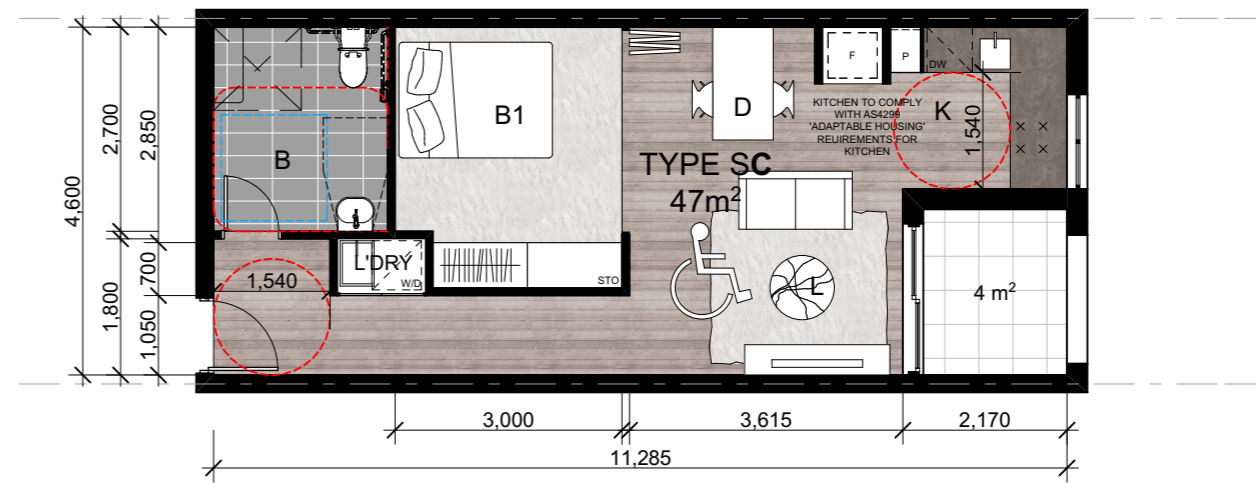 B
B1
D
F
P
DW
K
KITCHEN TO COMPLY
WITH AS4299
'ADAPTABLE HOUSING'
REUIREMENTS FOR
KITCHEN
1,540
TYPE SC
47m²
L'DRY
W/D
STO
L
4 m²
1,540
4,600
2,700
2,850
1,800
700
1,050
3,000
3,615
2,170
11,285